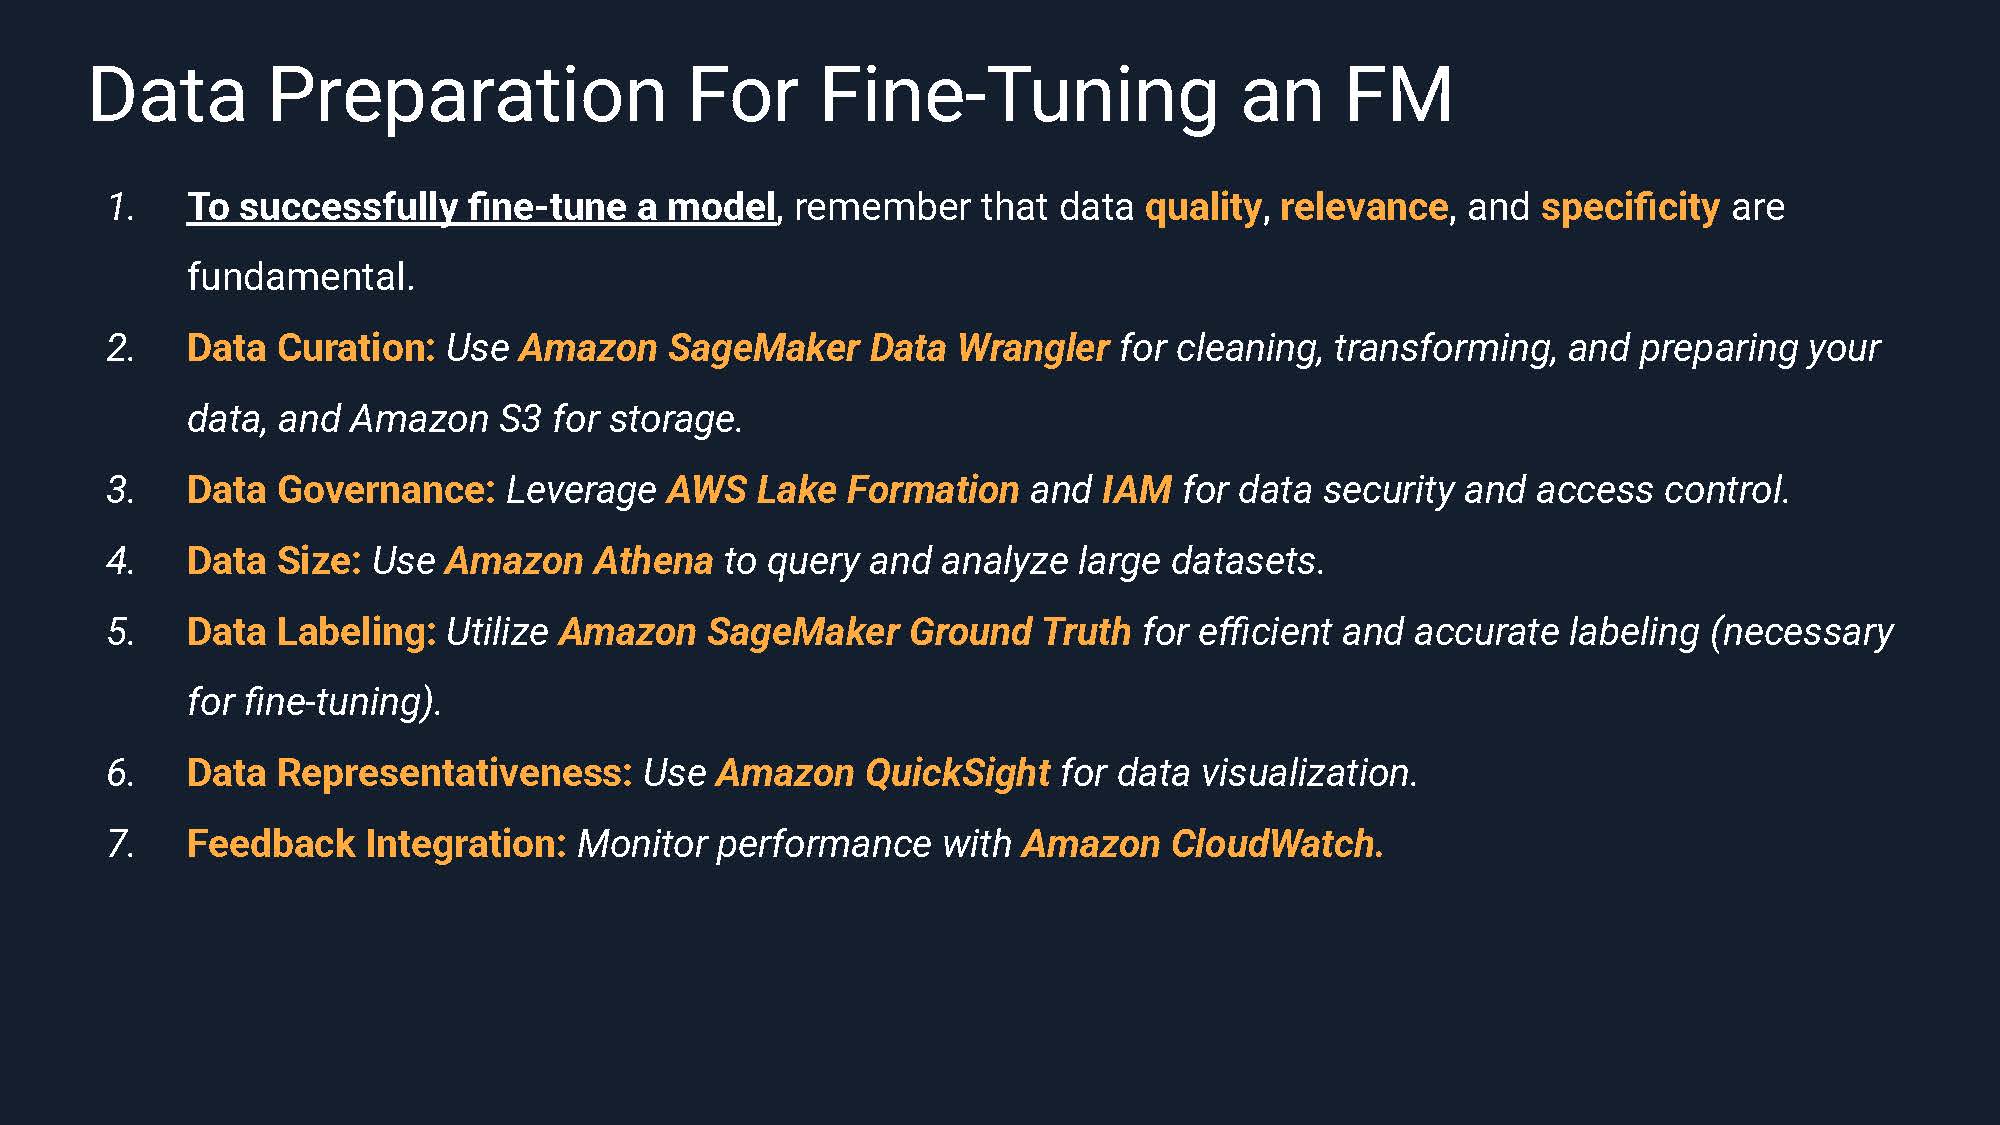 Data Preparation For Fine-Tuning an FM
1. To successfully fine-tune a model, remember that data quality, relevance, and specificity are
fundamental.
2. Data Curation: Use Amazon SageMaker Data Wrangler for cleaning, transforming, and preparing your
data, and Amazon S3 for storage.
3. Data Governance: Leverage AWS Lake Formation and IAM for data security and access control.
4. Data Size: Use Amazon Athena to query and analyze large datasets.
5. Data Labeling: Utilize Amazon SageMaker Ground Truth for efficient and accurate labeling (necessary
for fine-tuning).
6. Data Representativeness: Use Amazon QuickSight for data visualization.
7. Feedback Integration: Monitor performance with Amazon CloudWatch.